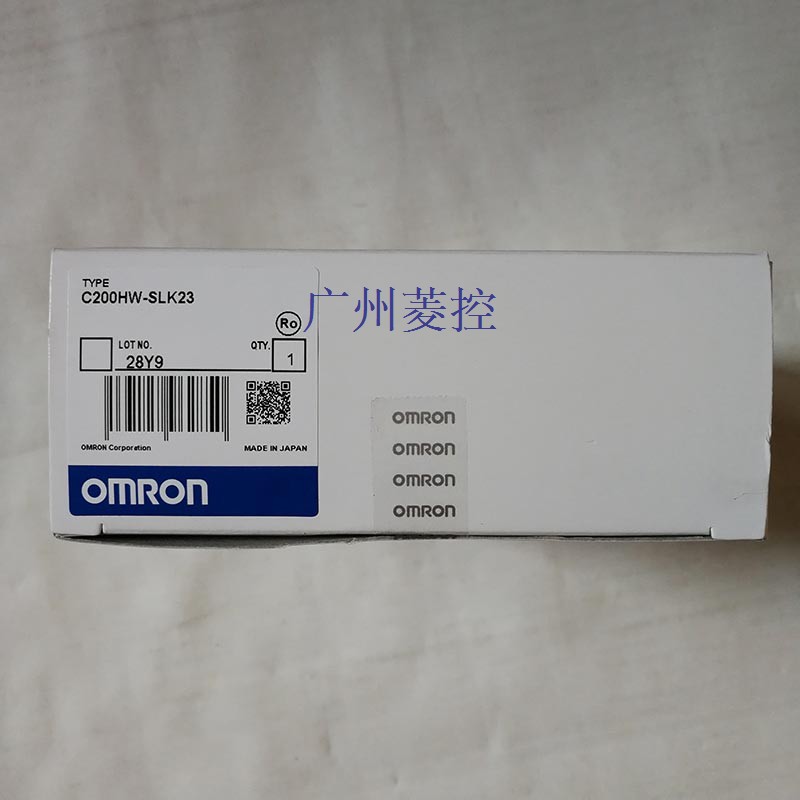 TYPE
C200HW-SLK23
广州菱控
Ro
LOT NO.
QTY.
28Y9
1
OMRON Corporation
MADE IN JAPAN
OMRON
OMRON
OMRON
OMRON
OMRON